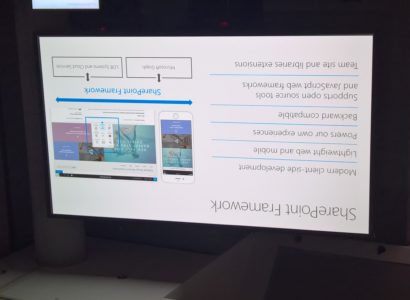 SharePoint Framework
Modern client-side development
Lightweight web and mobile
Powers our own experiences
Backward compatible
Supports open source tools
and JavaScript web frameworks
Team site and libraries extensions
SharePoint Framework
Microsoft Graph
LOB Systems and Cloud Services